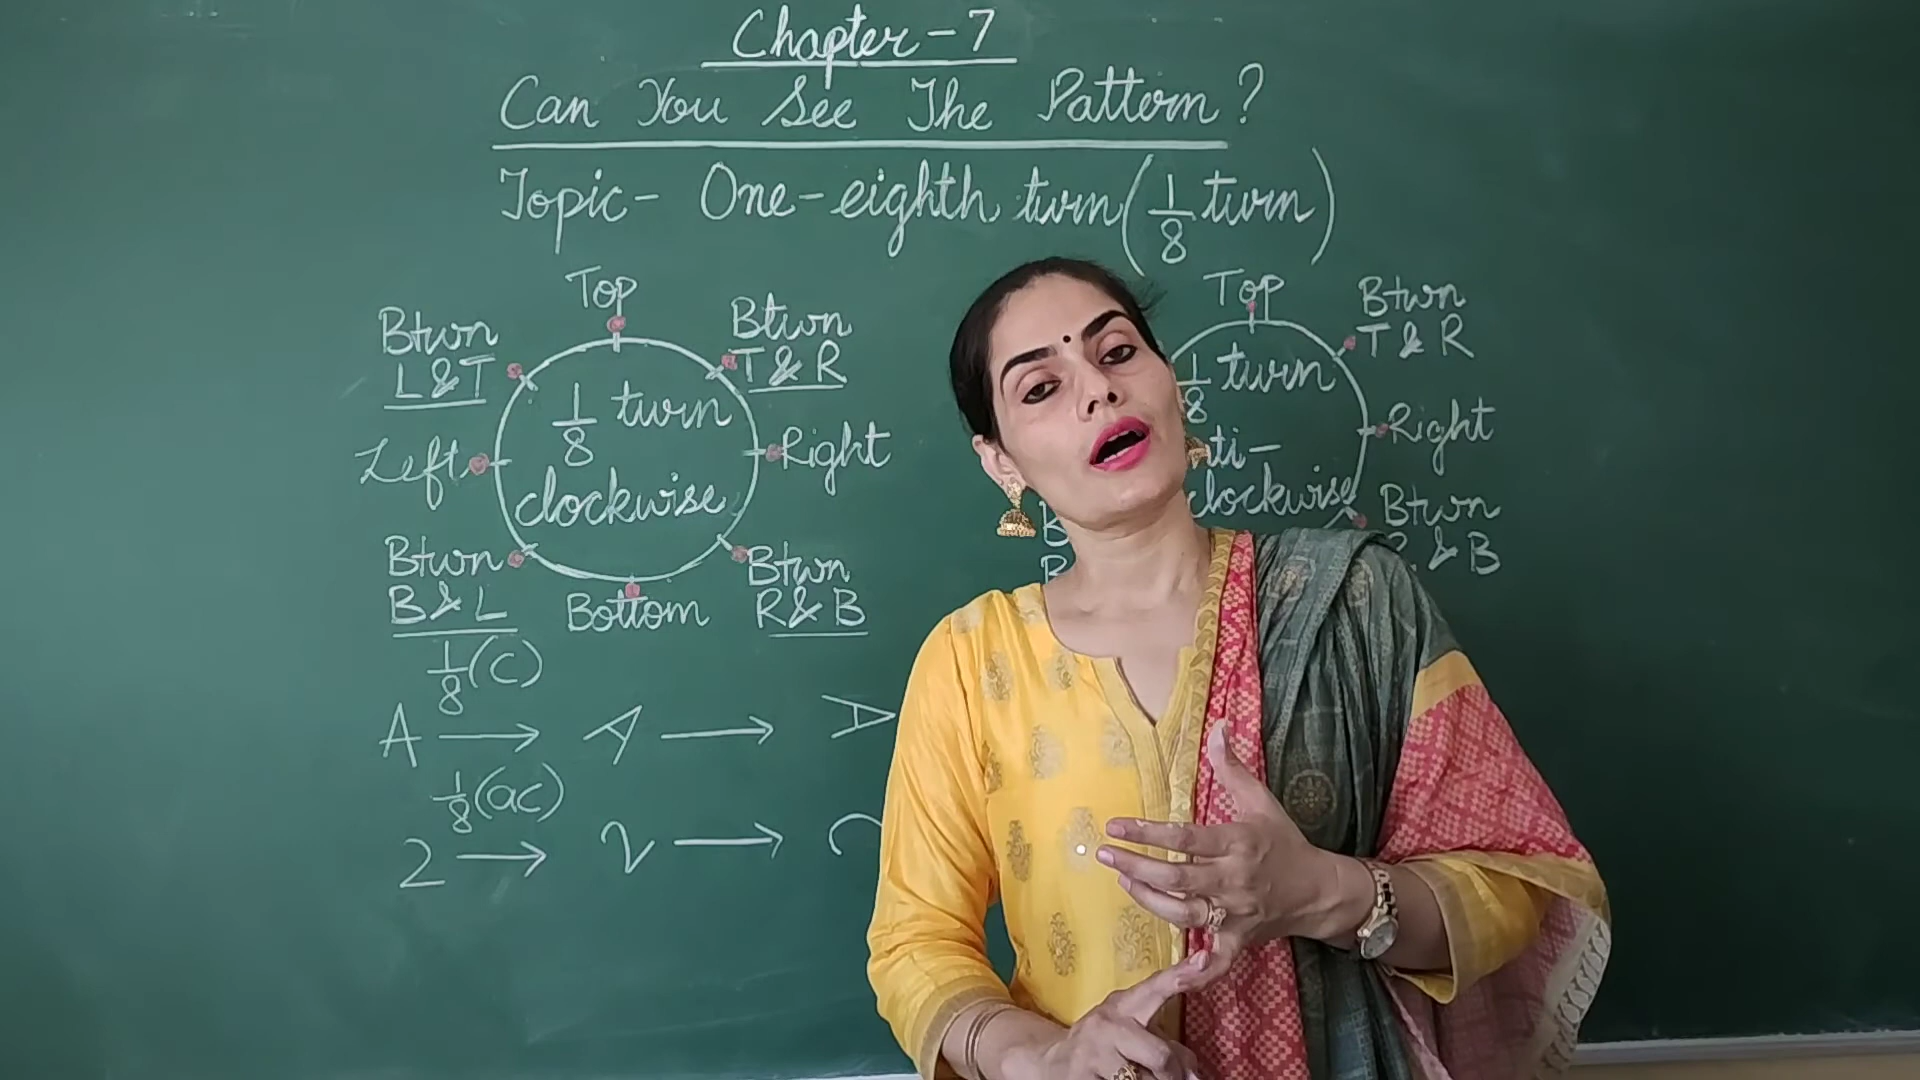 Chapter-7
Can You See The Pattern?
Topic- One-eighth turn (1/8 turn)
Top
Btwn
L & T
Btwn
T & R
1/8 turn
clockwise
Left
Right
Btwn
B & L
Bottom
Btwn
R & B
Top
Btwn
T & R
1/8 turn
clockwise
Right
Btwn
& B
1/8 (c)
A → A → A
1/8 (ac)
2 → 2 →